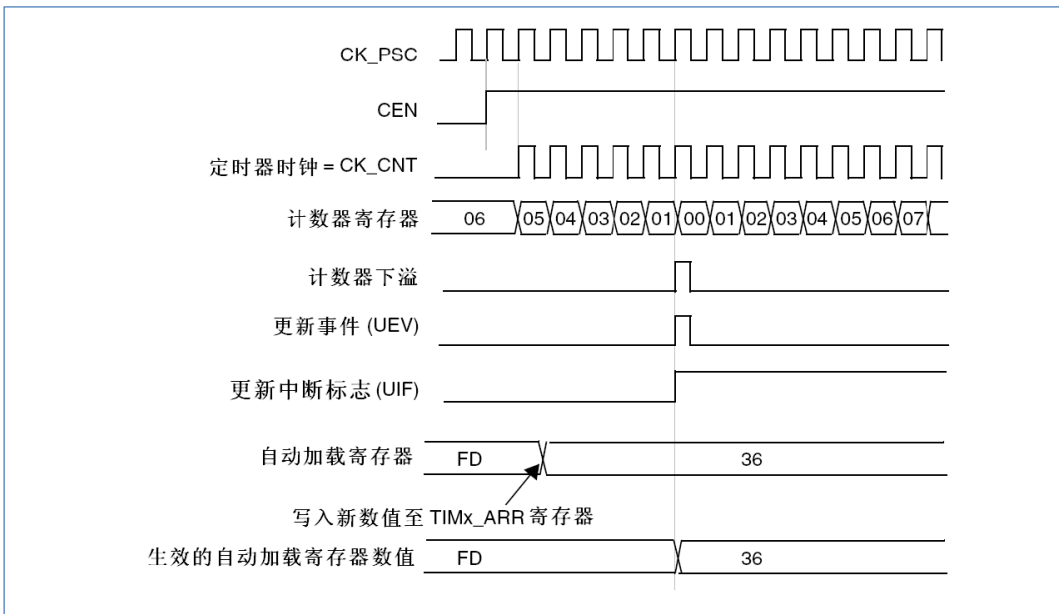 CK_PSC
CEN
定时器时钟 = CK_CNT
计数器寄存器 06 05 04 03 02 01 00 01 02 03 04 05 06 07
计数器下溢
更新事件 (UEV)
更新中断标志 (UIF)
自动加载寄存器 FD 36
写入新数值至 TIMx_ARR 寄存器
生效的自动加载寄存器数值 FD 36